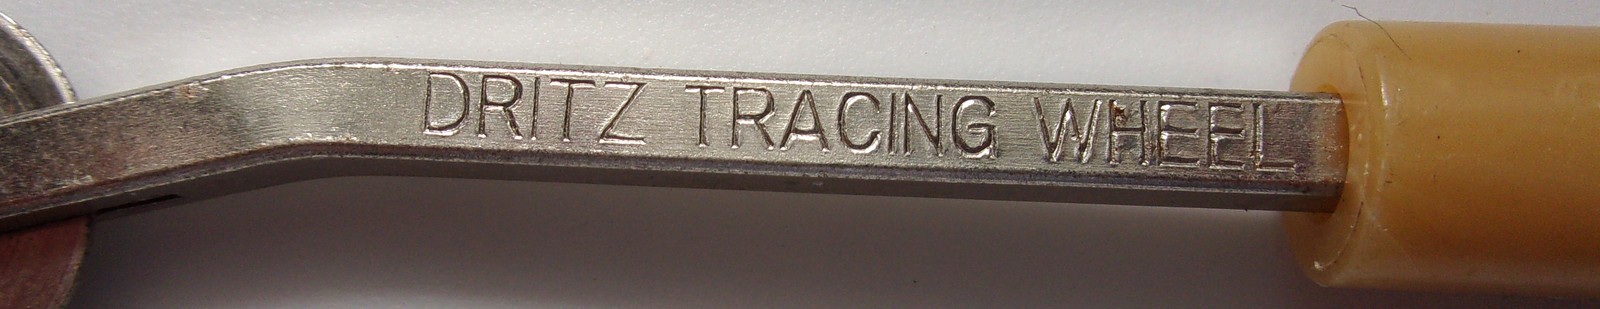 DRITZ TRACING WHEEL